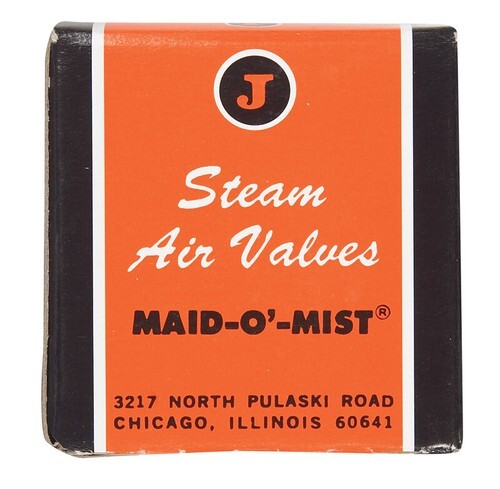 J
Steam
Air Valves
MAID-O'-MIST®
3217 NORTH PULASKI ROAD
CHICAGO, ILLINOIS 60641